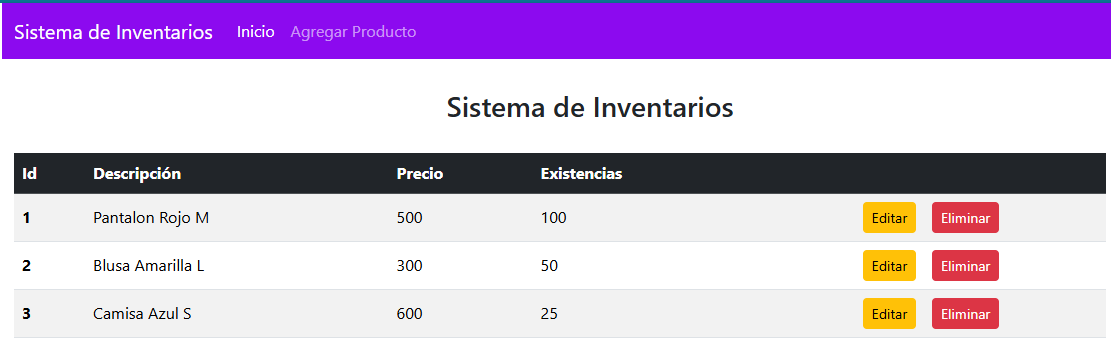 Sistema de Inventarios Inicio Agregar Producto
Sistema de Inventarios
Id Descripción Precio Existencias
1 Pantalon Rojo M 500 100 Editar Eliminar
2 Blusa Amarilla L 300 50 Editar Eliminar
3 Camisa Azul S 600 25 Editar Eliminar